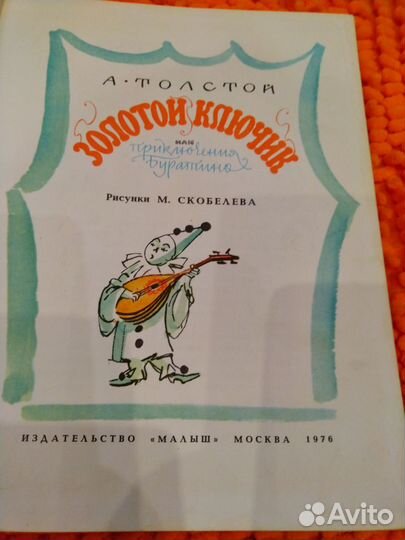 А·ТОЛСТОЙ
ЗОЛОТОЙ КЛЮЧИК
ИЛИ
приключения
Буратино
Рисунки М. СКОБЕЛЕВА
ИЗДАТЕЛЬСТВО «МАЛЫШ» МОСКВА 1976
Avito